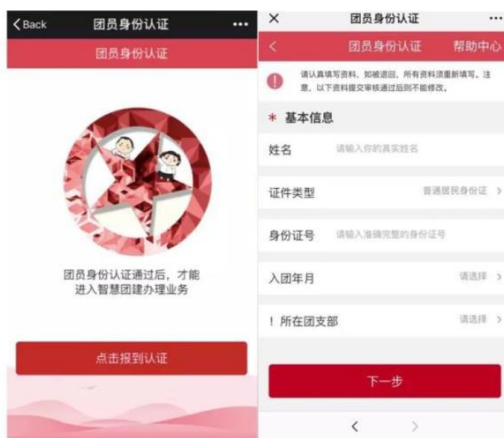 Back
团员身份认证
•••
团员身份认证
团员身份认证通过后，才能
进入智慧团建办理业务
点击报到认证
团员身份认证
•••
团员身份认证
帮助中心
请认真填写资料，如被退回，所有资料须重新填写。注
意，以下资料提交审核通过后则不能修改。
* 基本信息
姓名 请输入你的真实姓名
证件类型 普通居民身份证
身份证号 请输入准确完整的身份证号
入团年月 请选择
! 所在团支部 请选择
下一步